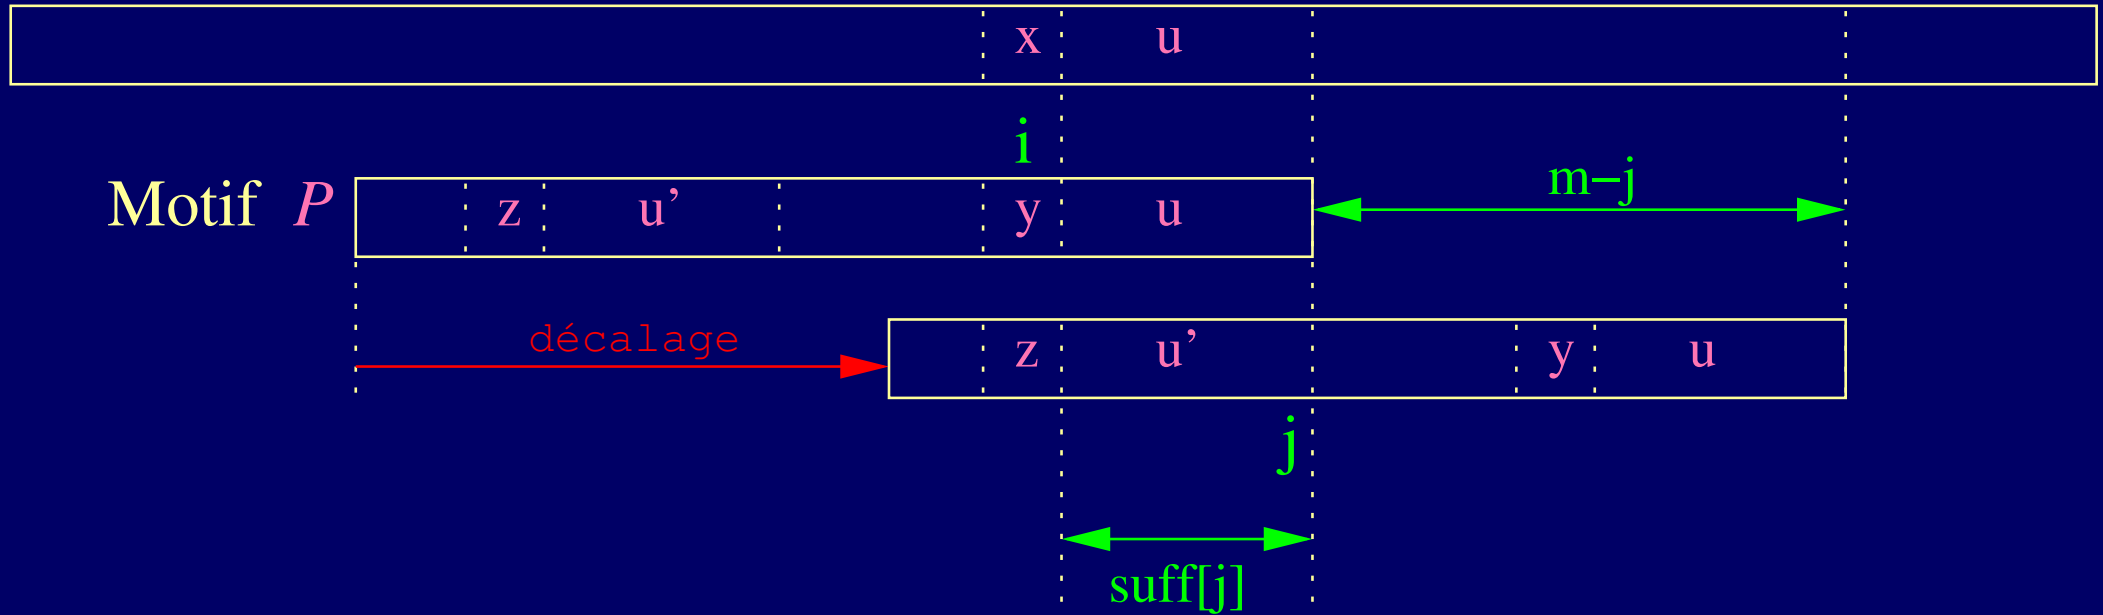 x u
i
m–j
Motif P z u' y u
décalage
z u' y u
j
suff[j]